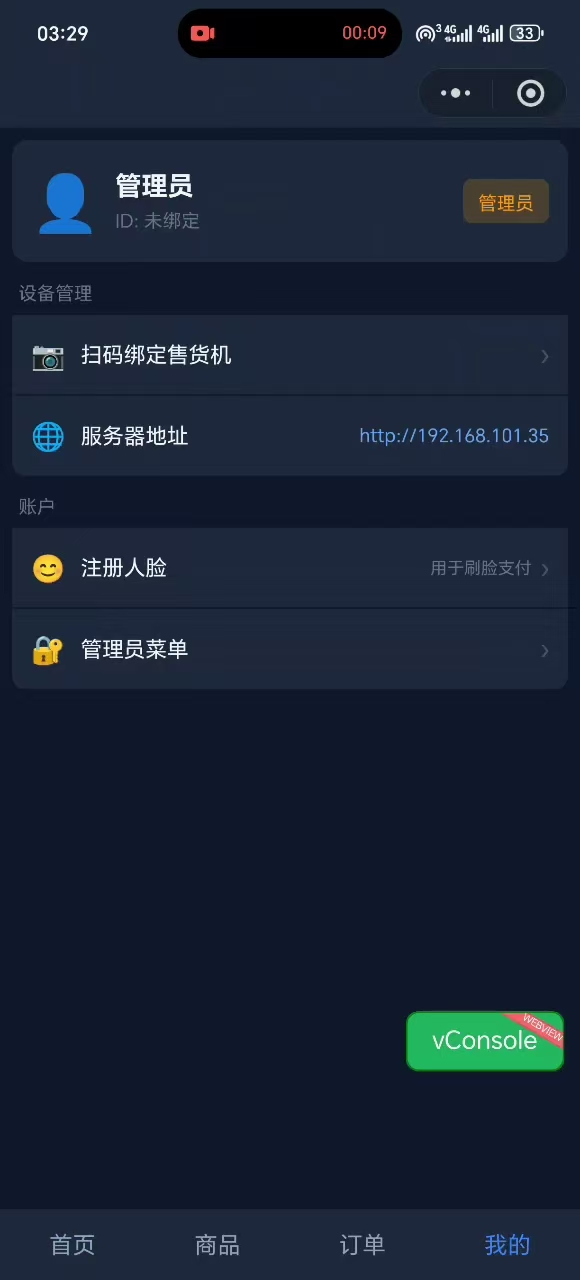 03:29
00:09
3 4G 4G 33
管理员
ID: 未绑定
管理员
设备管理
扫码绑定售货机
服务器地址 http://192.168.101.35
账户
注册人脸 用于刷脸支付
管理员菜单
WEBVIEW
vConsole
首页 商品 订单 我的